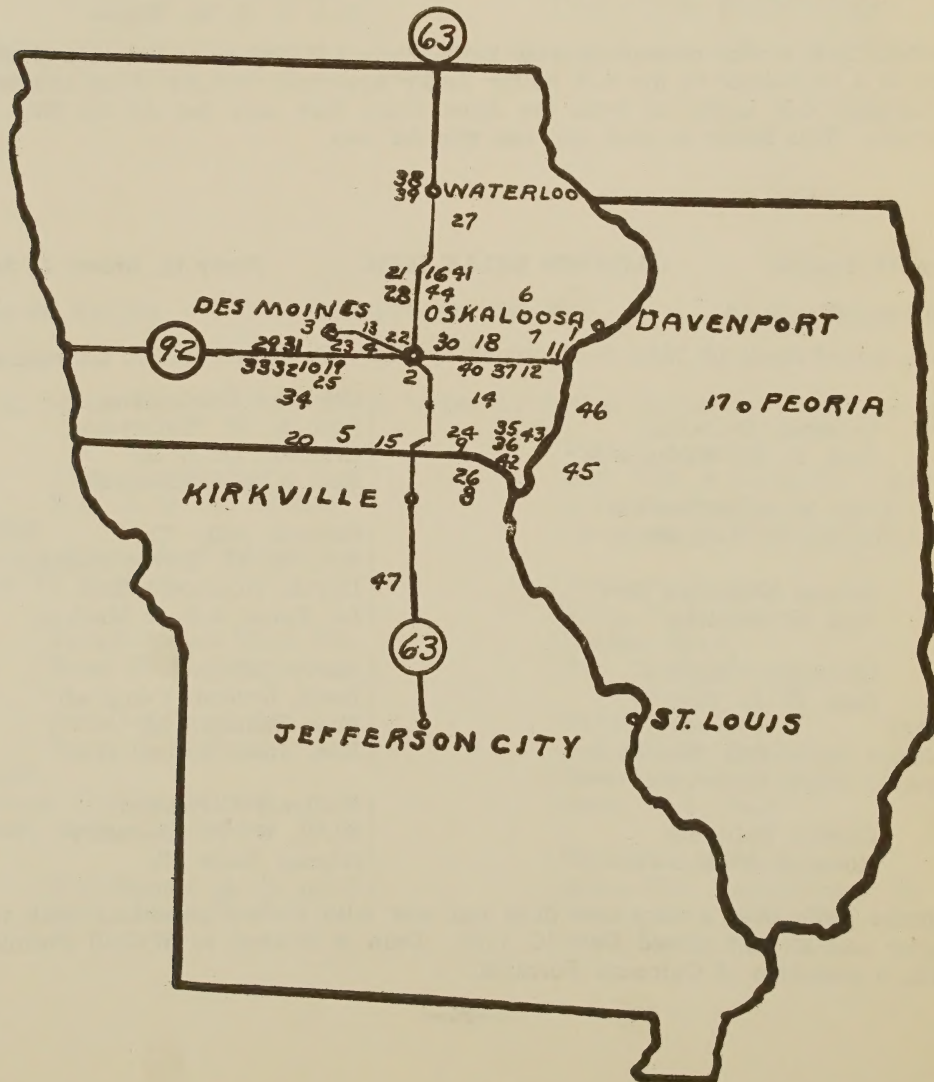 63
38
39 WATERLOO
27
21 16 41
28 44 6
DES MOINES OSKALOOSA 7 1 DAVENPORT
3 13
92 29 31 23 4 22 30 18 11
33 32 10 19 2 40 37 12
25
34 14 46 17 PEORIA
20 5 15 24 35 43
9 36
42 45
26
8
KIRKVILLE
47
63
ST. LOUIS
JEFFERSON CITY